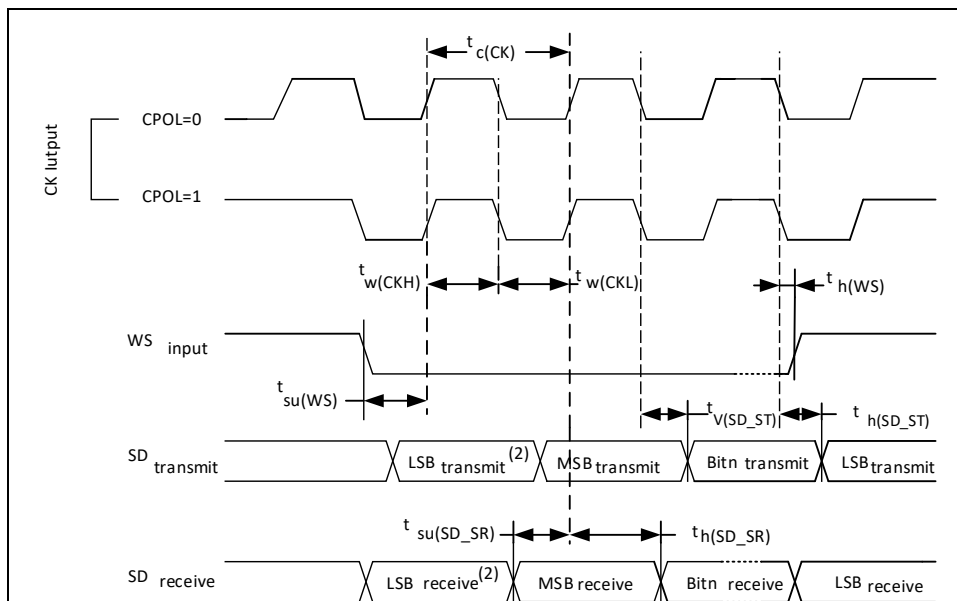 t c(CK)
CK Iutput
CPOL=0
CPOL=1
t w(CKH)
t w(CKL)
t h(WS)
WS input
t su(WS)
t V(SD_ST)
t h(SD_ST)
SD transmit
LSB transmit (2)
MSB transmit
Bitn transmit
LSB transmit
t su(SD_SR)
t h(SD_SR)
SD receive
LSB receive (2)
MSB receive
Bitn receive
LSB receive